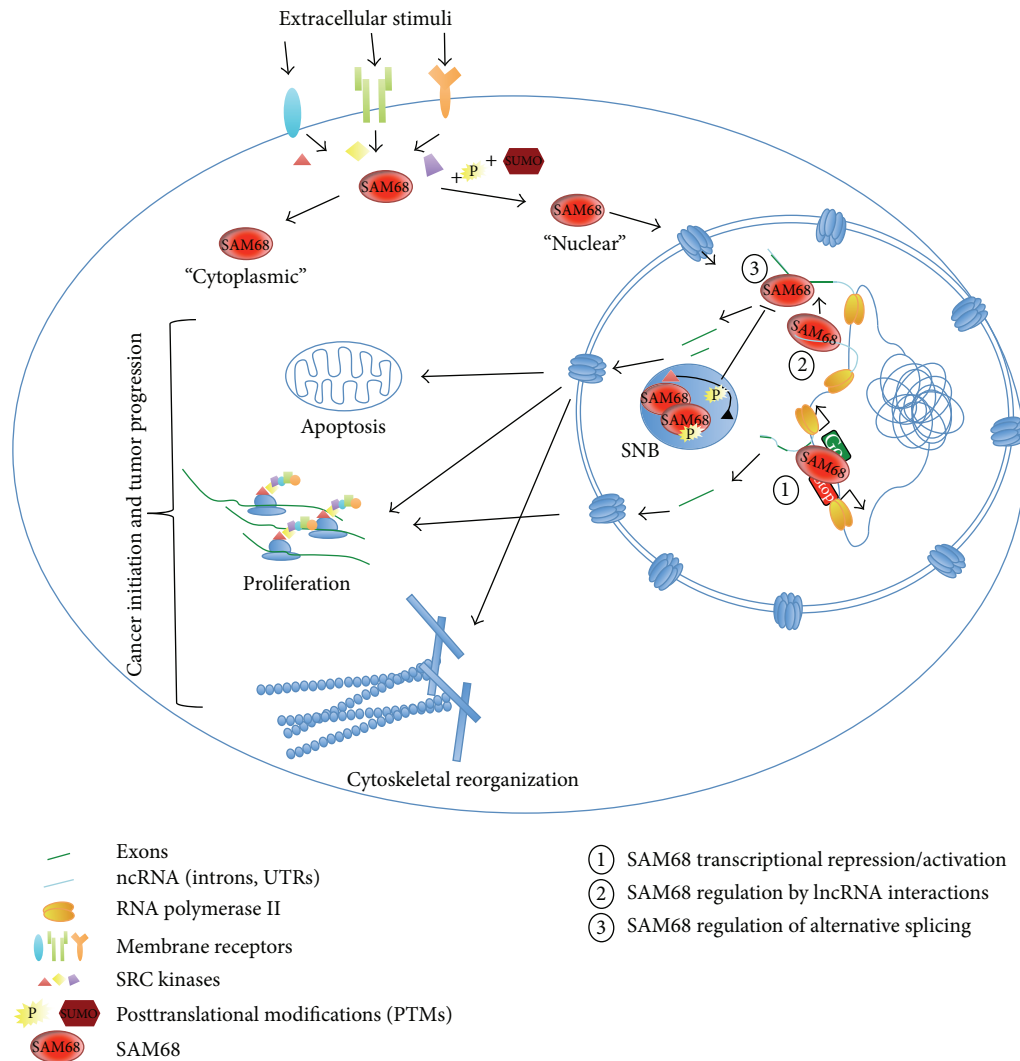 Extracellular stimuli
P
+
+
SUMO
SAM68
SAM68
"Nuclear"
SAM68
"Cytoplasmic"
3
SAM68
SAM68
2
P
SAM68
SAM68
P
SNB
Go
SAM68
Stop
1
Cancer initiation and tumor progression
Apoptosis
Proliferation
Cytoskeletal reorganization
Exons
ncRNA (introns, UTRs)
RNA polymerase II
Membrane receptors
SRC kinases
P SUMO Posttranslational modifications (PTMs)
SAM68 SAM68
1 SAM68 transcriptional repression/activation
2 SAM68 regulation by lncRNA interactions
3 SAM68 regulation of alternative splicing